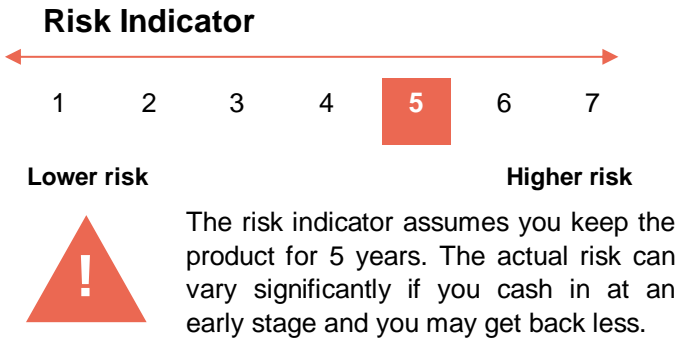 Risk Indicator
1 2 3 4 5 6 7
Lower risk Higher risk
! The risk indicator assumes you keep the
product for 5 years. The actual risk can
vary significantly if you cash in at an
early stage and you may get back less.